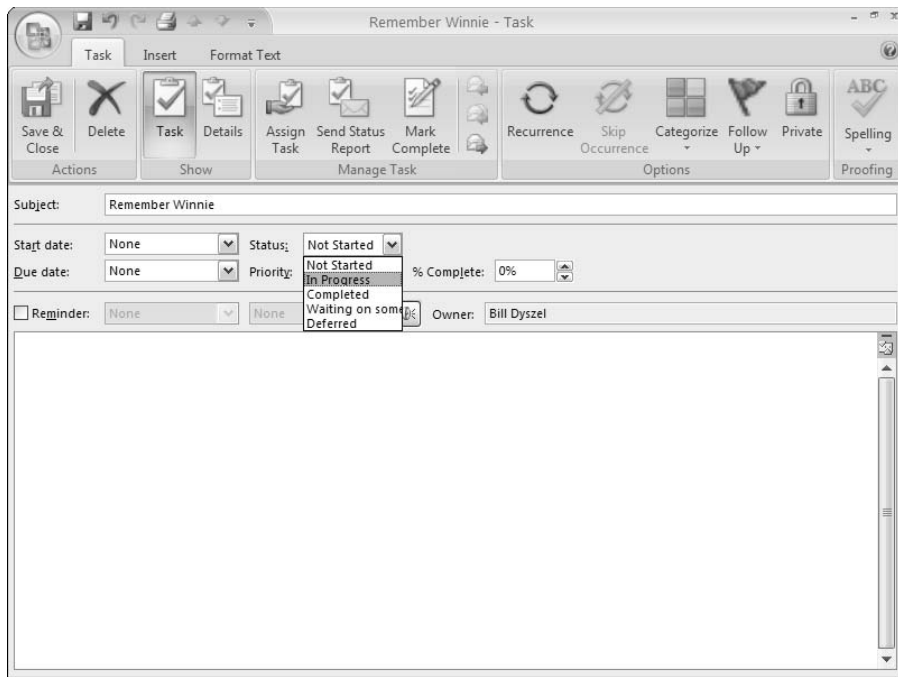 Remember Winnie - Task
Task Insert Format Text
Save & Close Delete Task Details Assign Task Send Status Report Mark Complete Recurrence Skip Occurrence Categorize Follow Up Private ABC Spelling
Actions Show Manage Task Options Proofing
Subject: Remember Winnie
Start date: None Status: Not Started
Due date: None Priority: % Complete: 0%
Not Started
In Progress
Completed
Waiting on some
Deferred
Reminder: None None Owner: Bill Dyszel